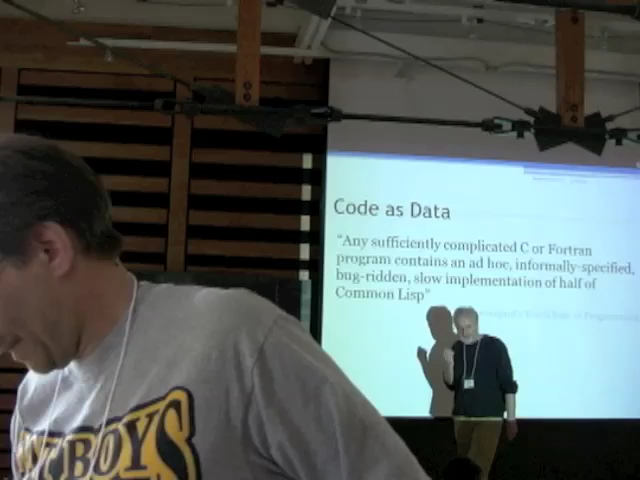 Code as Data
“Any sufficiently complicated C or Fortran
program contains an ad hoc, informally-specified,
bug-ridden, slow implementation of half of
Common Lisp”
BOYS